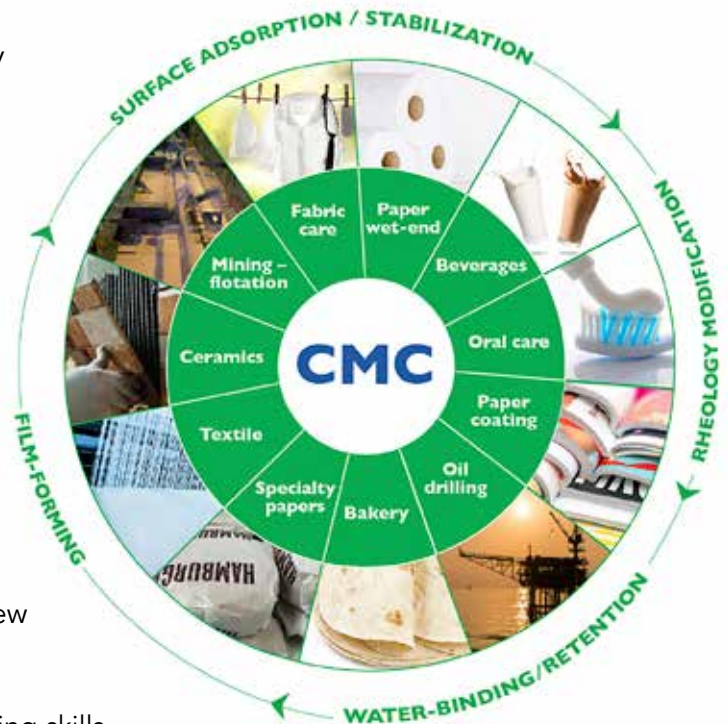 SURFACE ADSORPTION / STABILIZATION
RHEOLOGY MODIFICATION
WATER-BINDING/RETENTION
FILM-FORMING
CMC
Fabric
care
Paper
wet-end
Beverages
Oral care
Paper
coating
Oil
drilling
Bakery
Specialty
papers
Textile
Ceramics
Mining –
flotation
HAMBURG